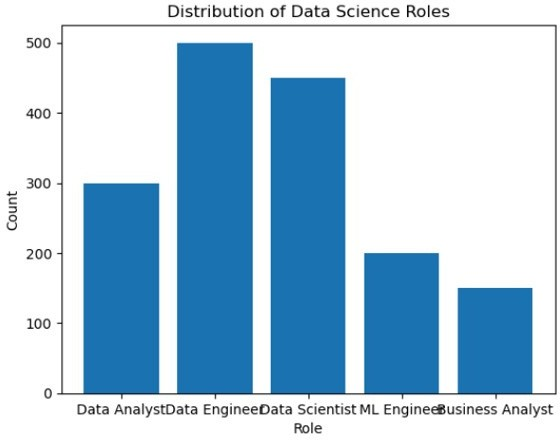 Distribution of Data Science Roles
500
400
300
200
100
0
Count
Data Analyst Data Engineer Data Scientist ML Engineer Business Analyst
Role